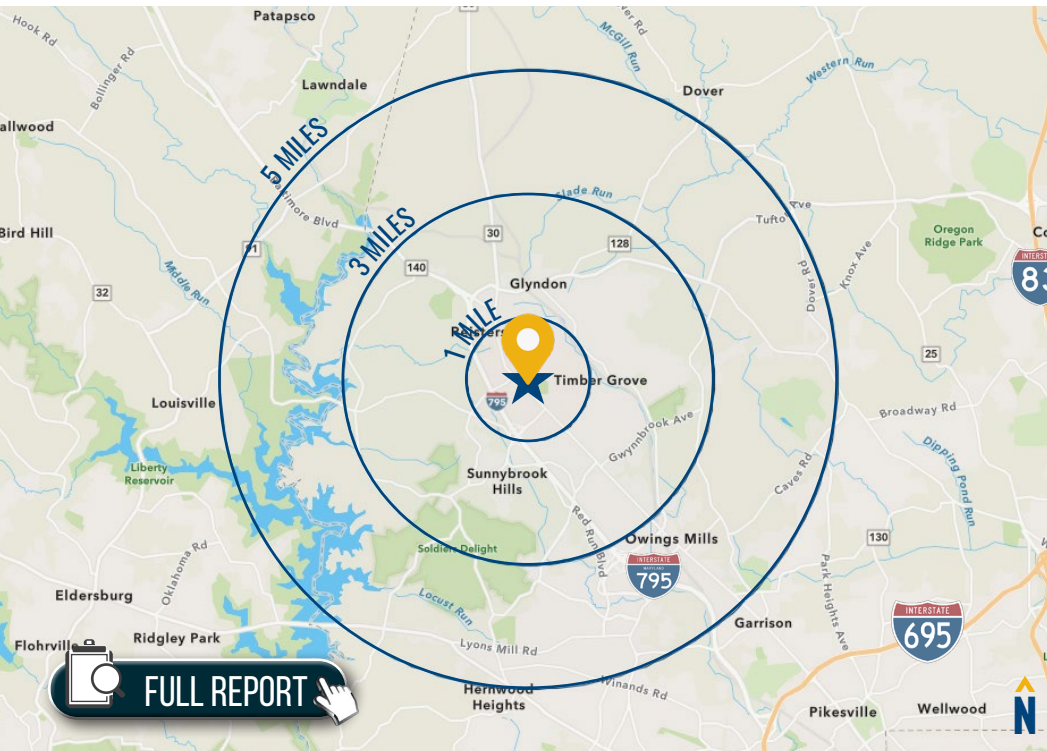 Patapsco
30
Hook Rd
Bollinger Rd
McGill Run
Western Run
Lawndale
Dover
allwood
5 MILES
Baltimore Blvd
Slade Run
Tufton Ave
Bird Hill
91
3 MILES
30
128
Oregon
Ridge Park
Co
140
Dover Rd
Knox Ave
INTERST
83
Middle Run
32
Glyndon
1 MILE
Reisters
25
Timber Grove
795
Louisville
Broadway Rd
Gwynnbrook Ave
Dipping Pond Run
Liberty
Reservoir
Sunnybrook
Hills
Caves Rd
Red Run Blvd
Owings Mills
130
Oklahoma Rd
Soldiers Delight
INTERSTATE
MARYLAND
795
Park Heights Ave
Eldersburg
Locust Run
INTERSTATE
695
Garrison
Flohrville
Ridgley Park
Lyons Mill Rd
FULL REPORT
Hernwood
Heights
Winands Rd
Pikesville
Wellwood
N